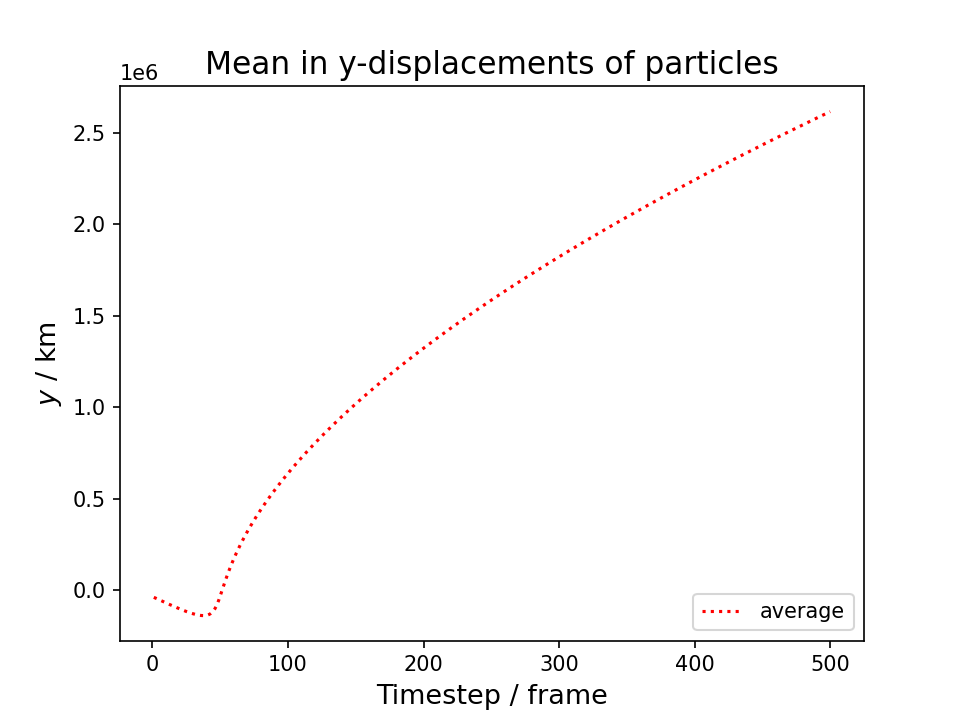 Mean in y-displacements of particles
1e6
2.5
2.0
1.5
1.0
0.5
0.0
y / km
average
0 100 200 300 400 500
Timestep / frame